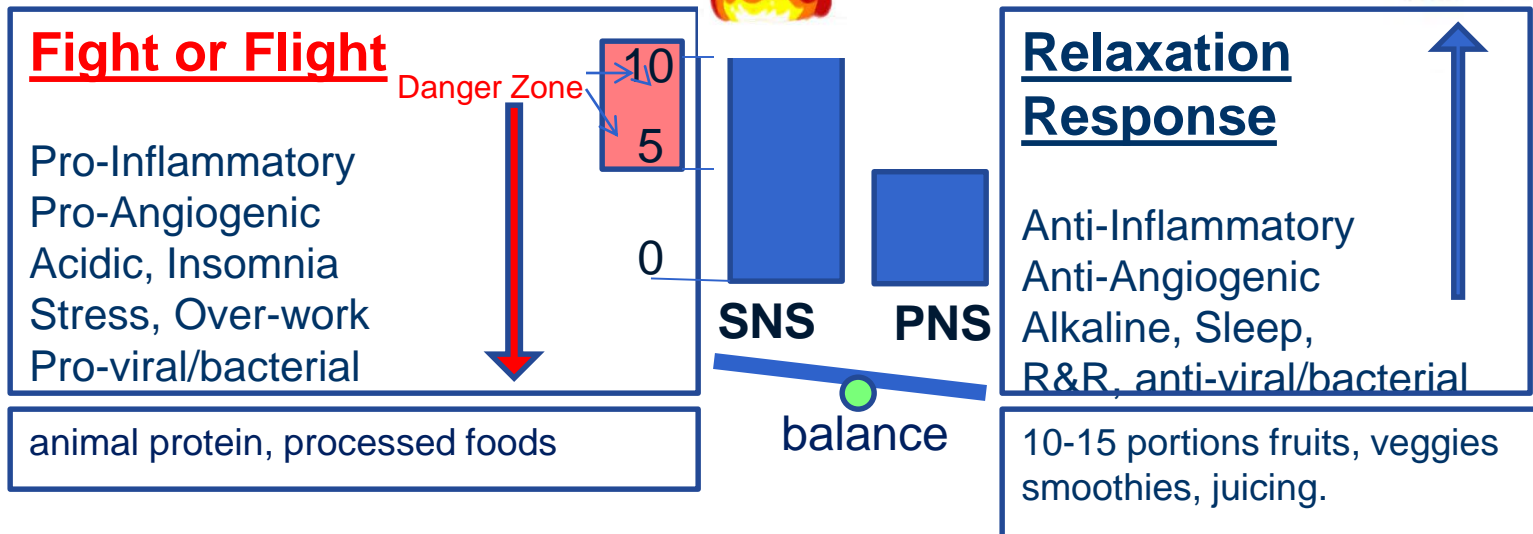 Fight or Flight
Danger Zone
Pro-Inflammatory
Pro-Angiogenic
Acidic, Insomnia
Stress, Over-work
Pro-viral/bacterial
animal protein, processed foods
10
5
0
SNS PNS
balance
Relaxation
Response
Anti-Inflammatory
Anti-Angiogenic
Alkaline, Sleep,
R&R, anti-viral/bacterial
10-15 portions fruits, veggies
smoothies, juicing.